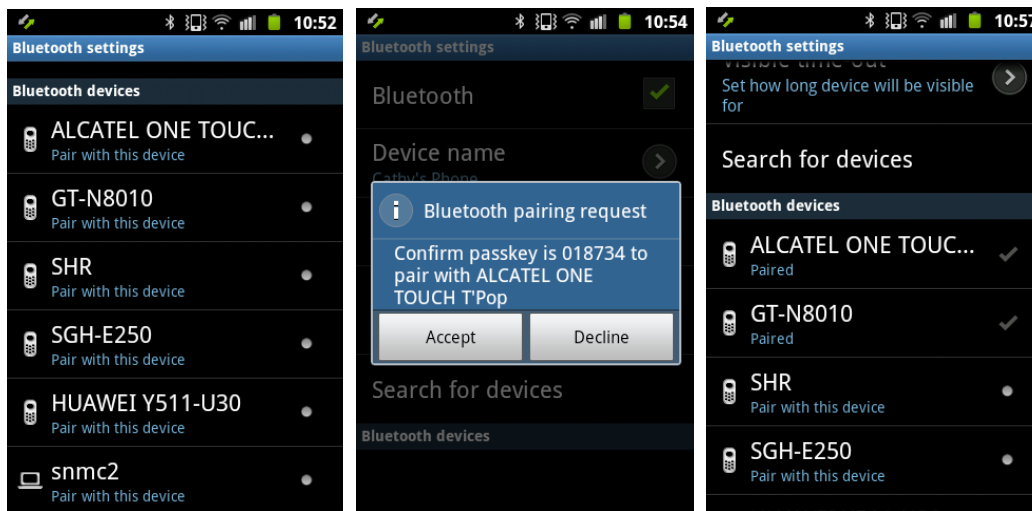 10:52
Bluetooth settings
Bluetooth devices
ALCATEL ONE TOUC...
Pair with this device
GT-N8010
Pair with this device
SHR
Pair with this device
SGH-E250
Pair with this device
HUAWEI Y511-U30
Pair with this device
snmc2
Pair with this device
10:54
Bluetooth settings
Bluetooth
Device name
Cathy's Phone
Bluetooth pairing request
Confirm passkey is 018734 to
pair with ALCATEL ONE
TOUCH T'Pop
Accept
Decline
Search for devices
Bluetooth devices
10:57
Bluetooth settings
Visible time out
Set how long device will be visible
for
Search for devices
Bluetooth devices
ALCATEL ONE TOUC...
Paired
GT-N8010
Paired
SHR
Pair with this device
SGH-E250
Pair with this device